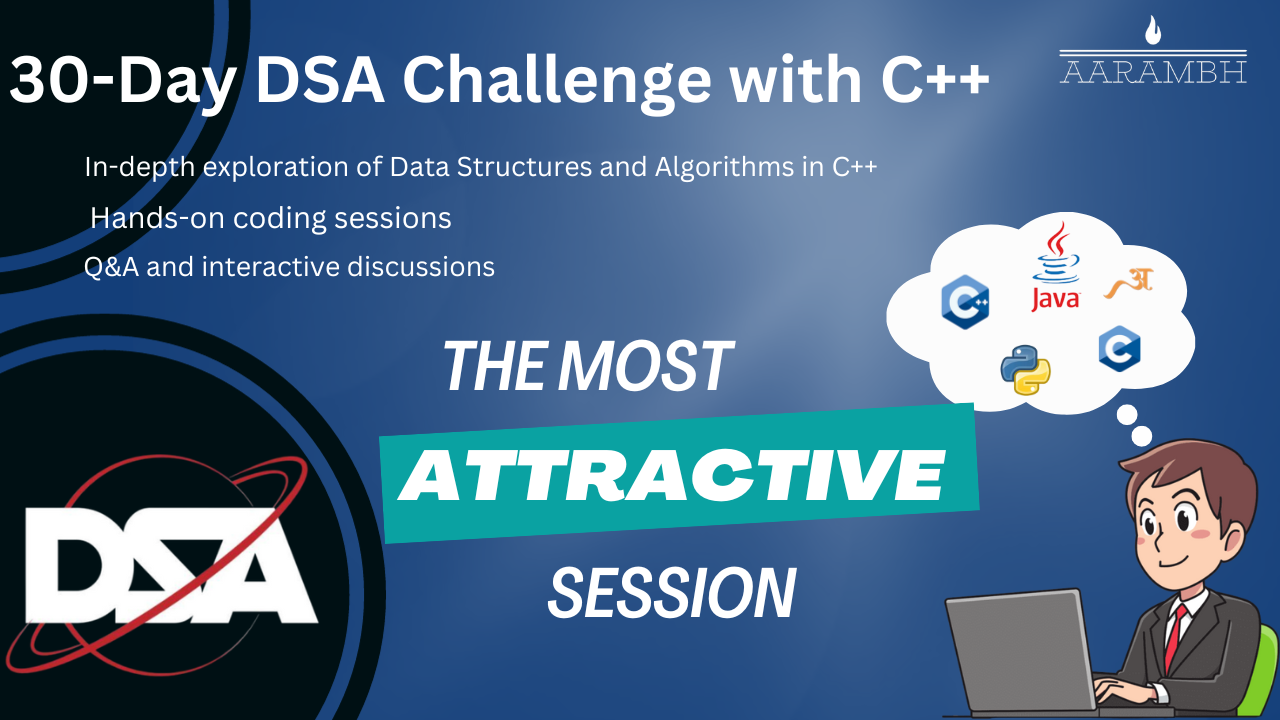 30-Day DSA Challenge with C++
AARAMBH
In-depth exploration of Data Structures and Algorithms in C++
Hands-on coding sessions
Q&A and interactive discussions
Java
अ
C++
C
THE MOST
ATTRACTIVE
SESSION
DSA